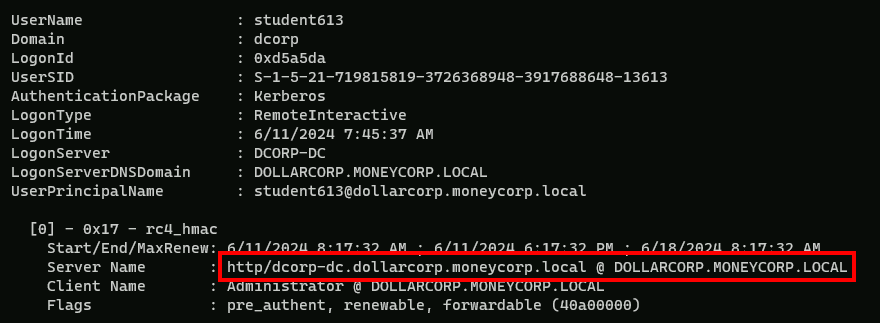 UserName : student613
Domain : dcorp
LogonId : 0xd5a5da
UserSID : S-1-5-21-719815819-3726368948-3917688648-13613
AuthenticationPackage : Kerberos
LogonType : RemoteInteractive
LogonTime : 6/11/2024 7:45:37 AM
LogonServer : DCORP-DC
LogonServerDNSDomain : DOLLARCORP.MONEYCORP.LOCAL
UserPrincipalName : student613@dollarcorp.moneycorp.local
[0] - 0x17 - rc4_hmac
Start/End/MaxRenew: 6/11/2024 8:17:32 AM ; 6/11/2024 6:17:32 PM ; 6/18/2024 8:17:32 AM
Server Name : http/dcorp-dc.dollarcorp.moneycorp.local @ DOLLARCORP.MONEYCORP.LOCAL
Client Name : Administrator @ DOLLARCORP.MONEYCORP.LOCAL
Flags : pre_authent, renewable, forwardable (40a00000)